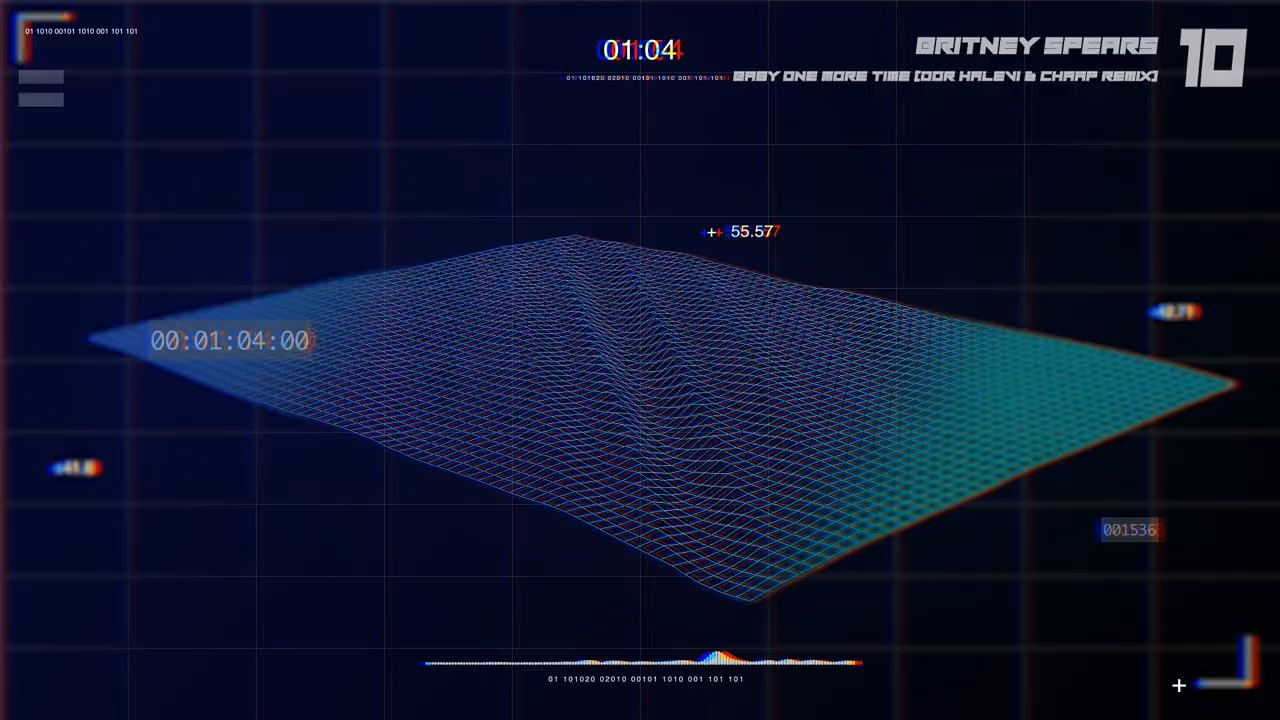 01 1010 00101 1010 001 101 101
01:04
BRITNEY SPEARS
BABY ONE MORE TIME [DOR HALEVI & CHAAP REMIX]
10
+ 55.577
00:01:04:00
001536
01 101020 02010 00101 1010 001 101 101
+